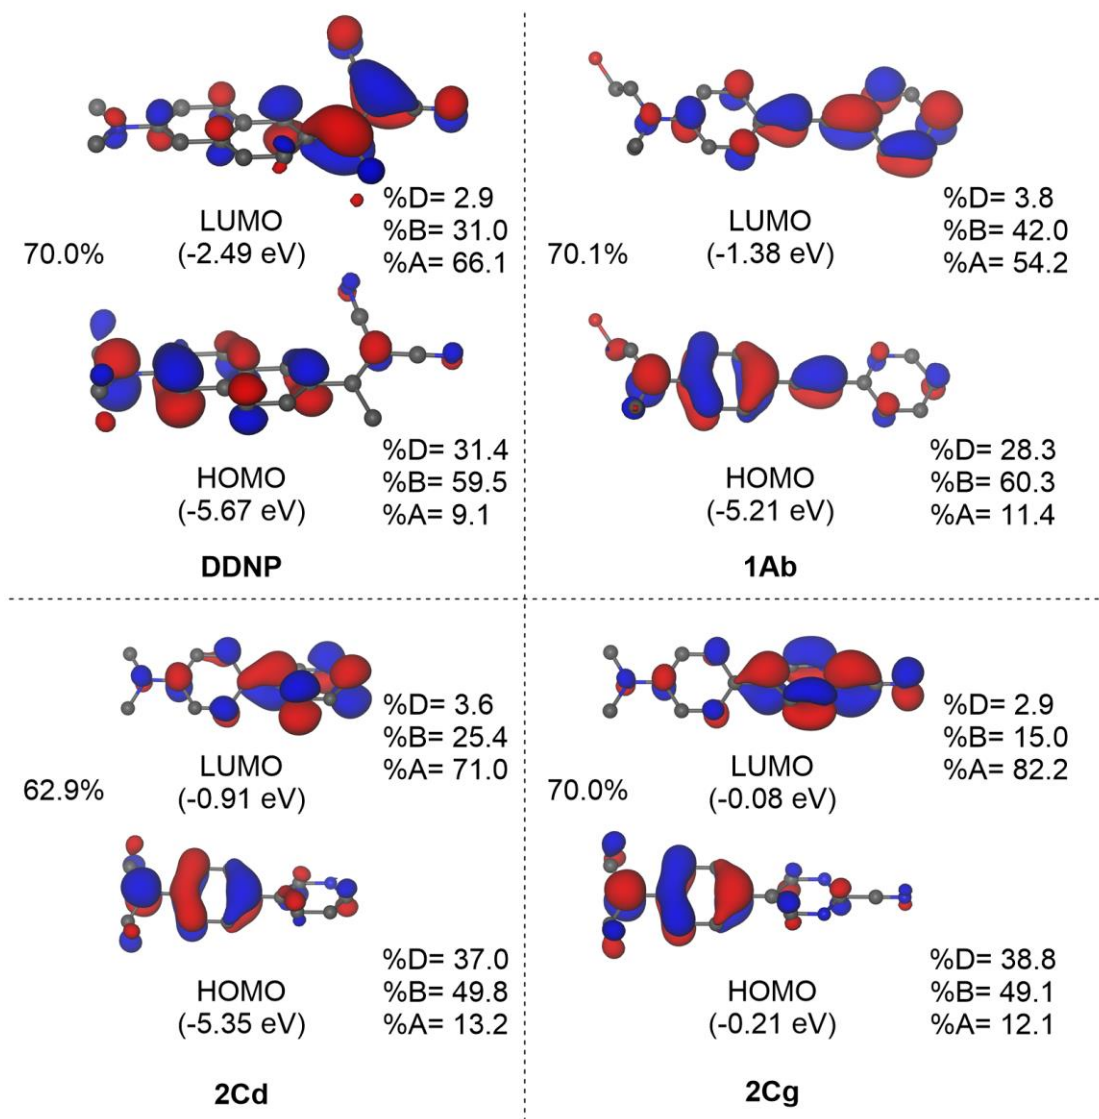 %D= 2.9
LUMO
%B= 31.0
70.0%
(-2.49 eV)
%A= 66.1
%D= 31.4
HOMO
%B= 59.5
(-5.67 eV)
%A= 9.1
DDNP
%D= 3.8
LUMO
%B= 42.0
70.1%
(-1.38 eV)
%A= 54.2
%D= 28.3
HOMO
%B= 60.3
(-5.21 eV)
%A= 11.4
1Ab
%D= 3.6
%B= 25.4
LUMO
%A= 71.0
62.9%
(-0.91 eV)
%D= 37.0
HOMO
%B= 49.8
(-5.35 eV)
%A= 13.2
2Cd
%D= 2.9
%B= 15.0
LUMO
%A= 82.2
70.0%
(-0.08 eV)
%D= 38.8
HOMO
%B= 49.1
(-0.21 eV)
%A= 12.1
2Cg